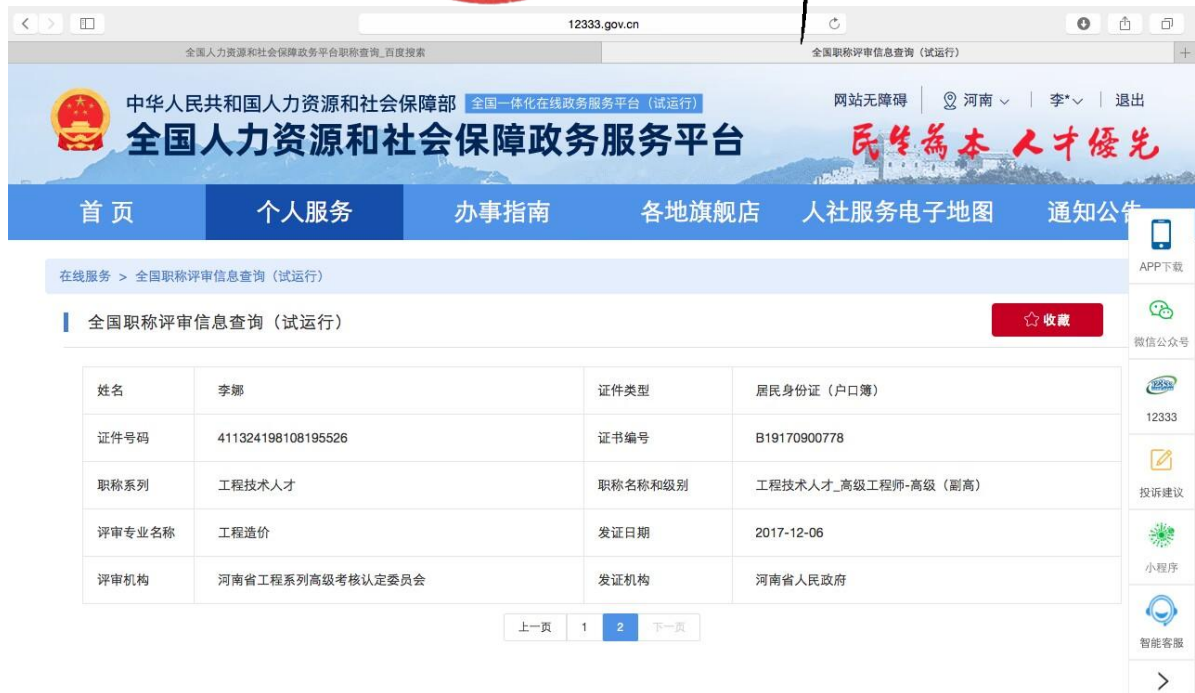 12333.gov.cn
全国人力资源和社会保障政务平台职称查询_百度搜索
全国职称评审信息查询（试运行）
中华人民共和国人力资源和社会保障部 全国一体化在线政务服务平台（试运行）
网站无障碍 河南 李* 退出
全国人力资源和社会保障政务服务平台
民生为本 人才優先
首页 个人服务 办事指南 各地旗舰店 人社服务电子地图 通知公告
APP下载
在线服务 > 全国职称评审信息查询（试运行）
全国职称评审信息查询（试运行）
收藏
微信公众号
姓名 李娜 证件类型 居民身份证（户口簿）
12333
证件号码 411324198108195526 证书编号 B19170900778
职称系列 工程技术人才 职称名称和级别 工程技术人才_高级工程师-高级（副高）
投诉建议
评审专业名称 工程造价 发证日期 2017-12-06
小程序
评审机构 河南省工程系列高级考核认定委员会 发证机构 河南省人民政府
上一页 1 2 下一页
智能客服